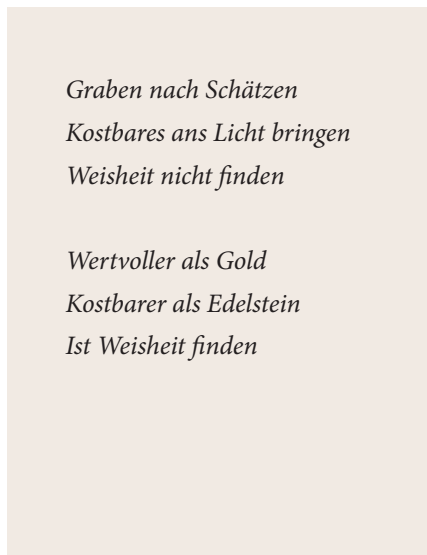 Graben nach Schätzen
Kostbares ans Licht bringen
Weisheit nicht finden

Wertvoller als Gold
Kostbarer als Edelstein
Ist Weisheit finden